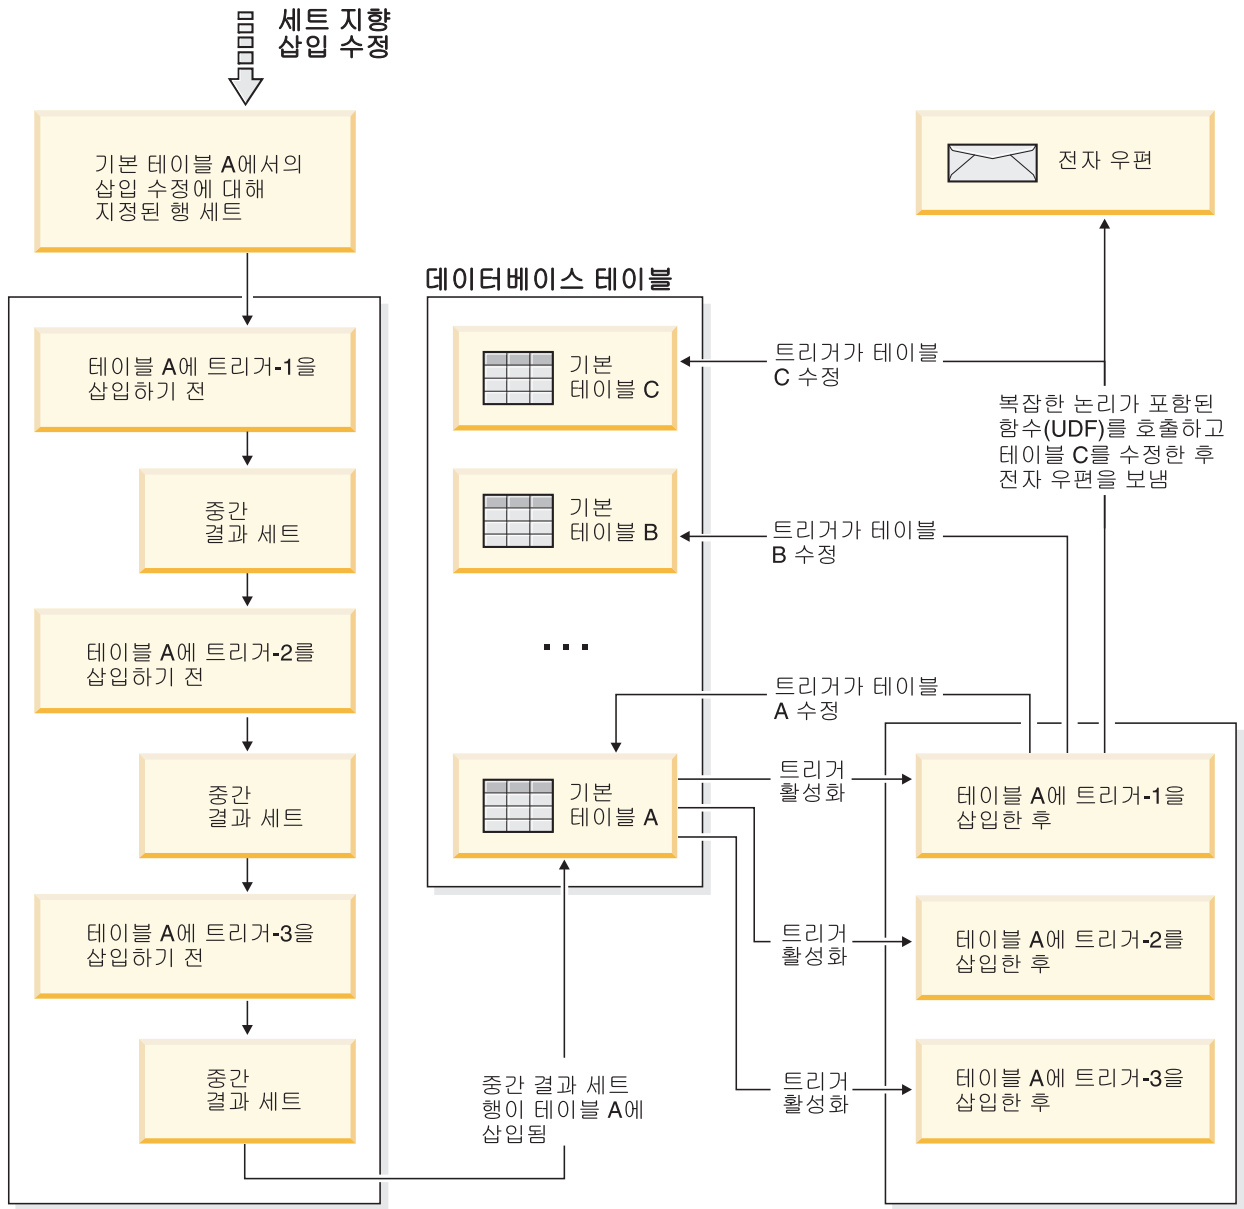 세트 지향
삽입 수정
기본 테이블 A에서의
삽입 수정에 대해
지정된 행 세트
테이블 A에 트리거-1을
삽입하기 전
중간
결과 세트
테이블 A에 트리거-2를
삽입하기 전
중간
결과 세트
테이블 A에 트리거-3을
삽입하기 전
중간
결과 세트
데이터베이스 테이블
기본
테이블 C
기본
테이블 B
...
기본
테이블 A
중간 결과 세트
행이 테이블 A에
삽입됨
전자 우편
트리거가 테이블
C 수정
복잡한 논리가 포함된
함수(UDF)를 호출하고
테이블 C를 수정한 후
전자 우편을 보냄
트리거가 테이블
B 수정
트리거가 테이블
A 수정
트리거
활성화
테이블 A에 트리거-1을
삽입한 후
트리거
활성화
테이블 A에 트리거-2를
삽입한 후
트리거
활성화
테이블 A에 트리거-3을
삽입한 후